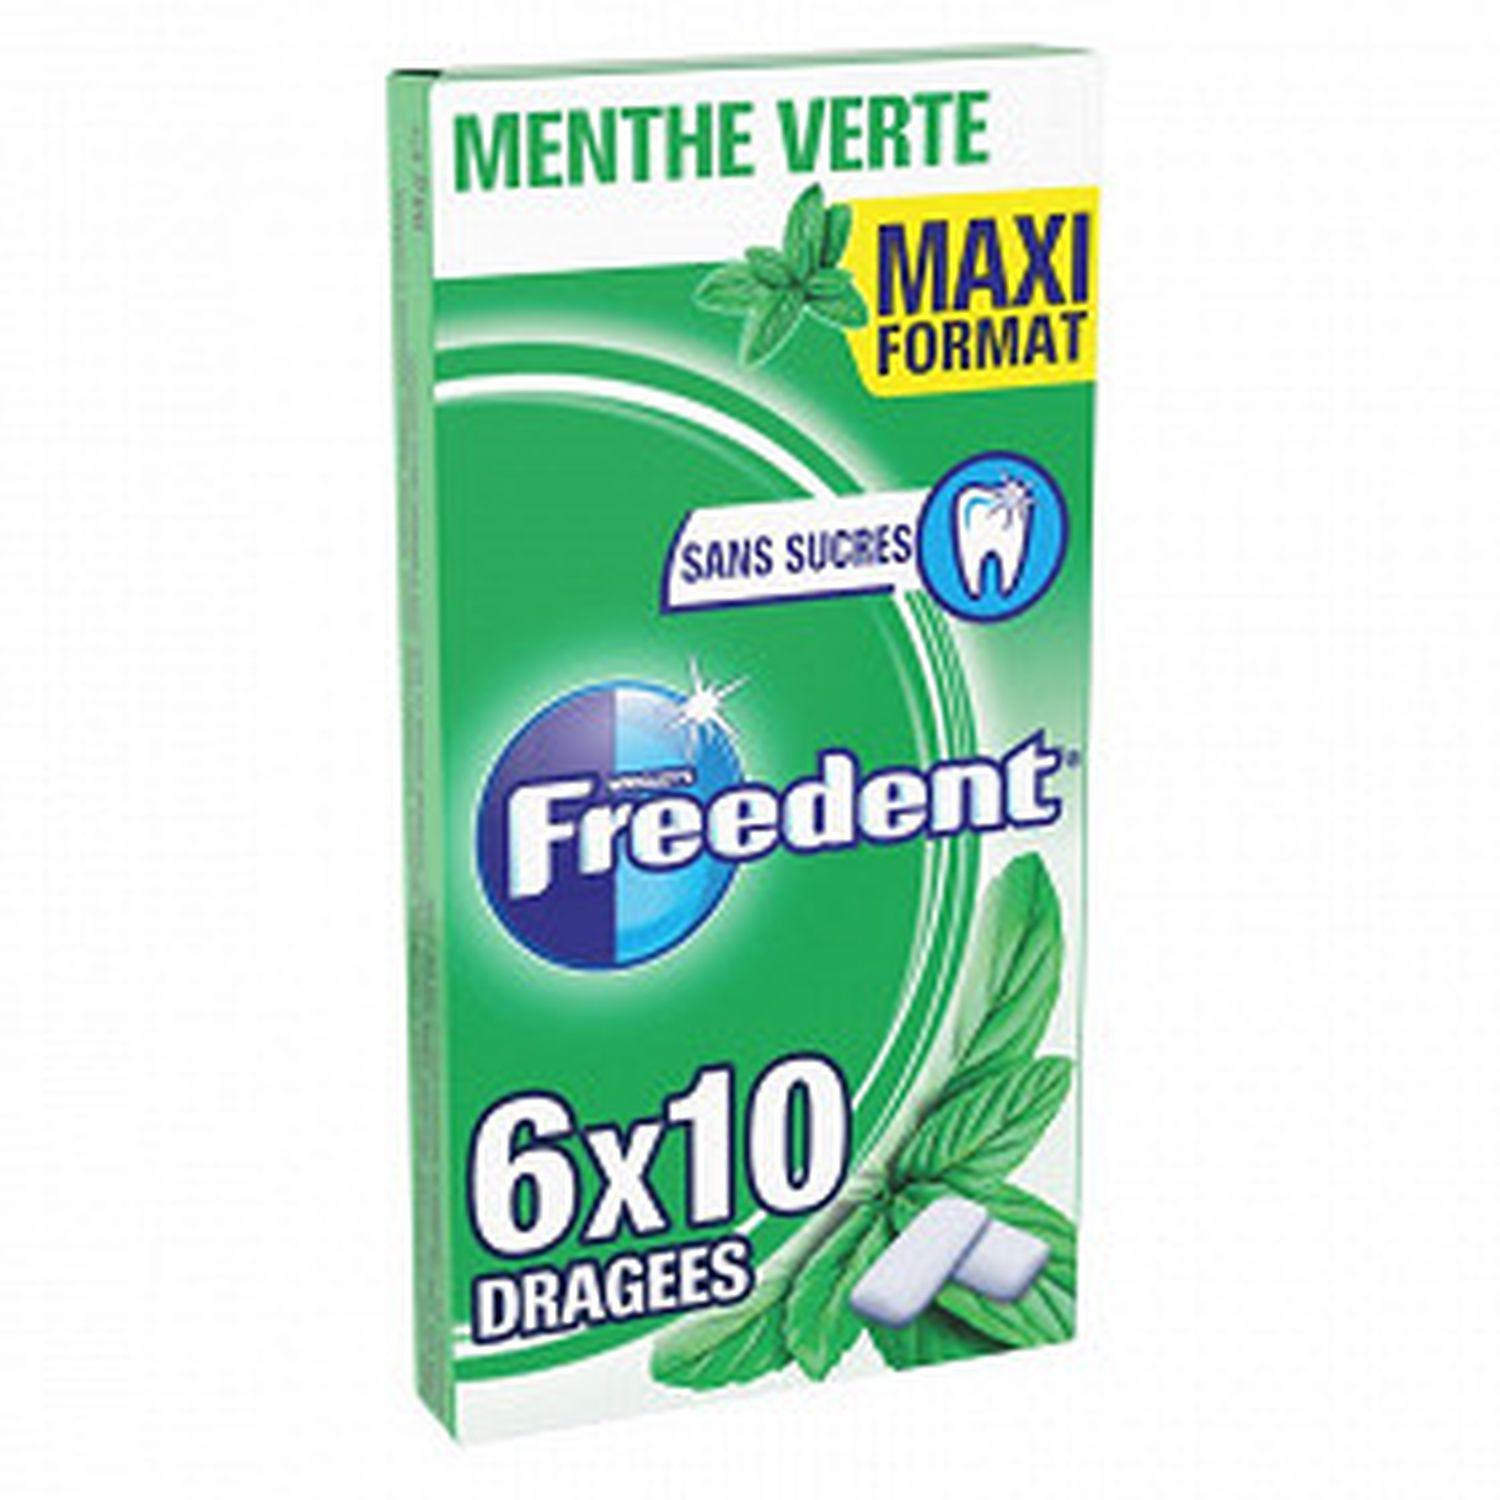 MENTHE VERTE
MAXI
FORMAT
SANS SUCRES
Freedent
6x10
DRAGEES